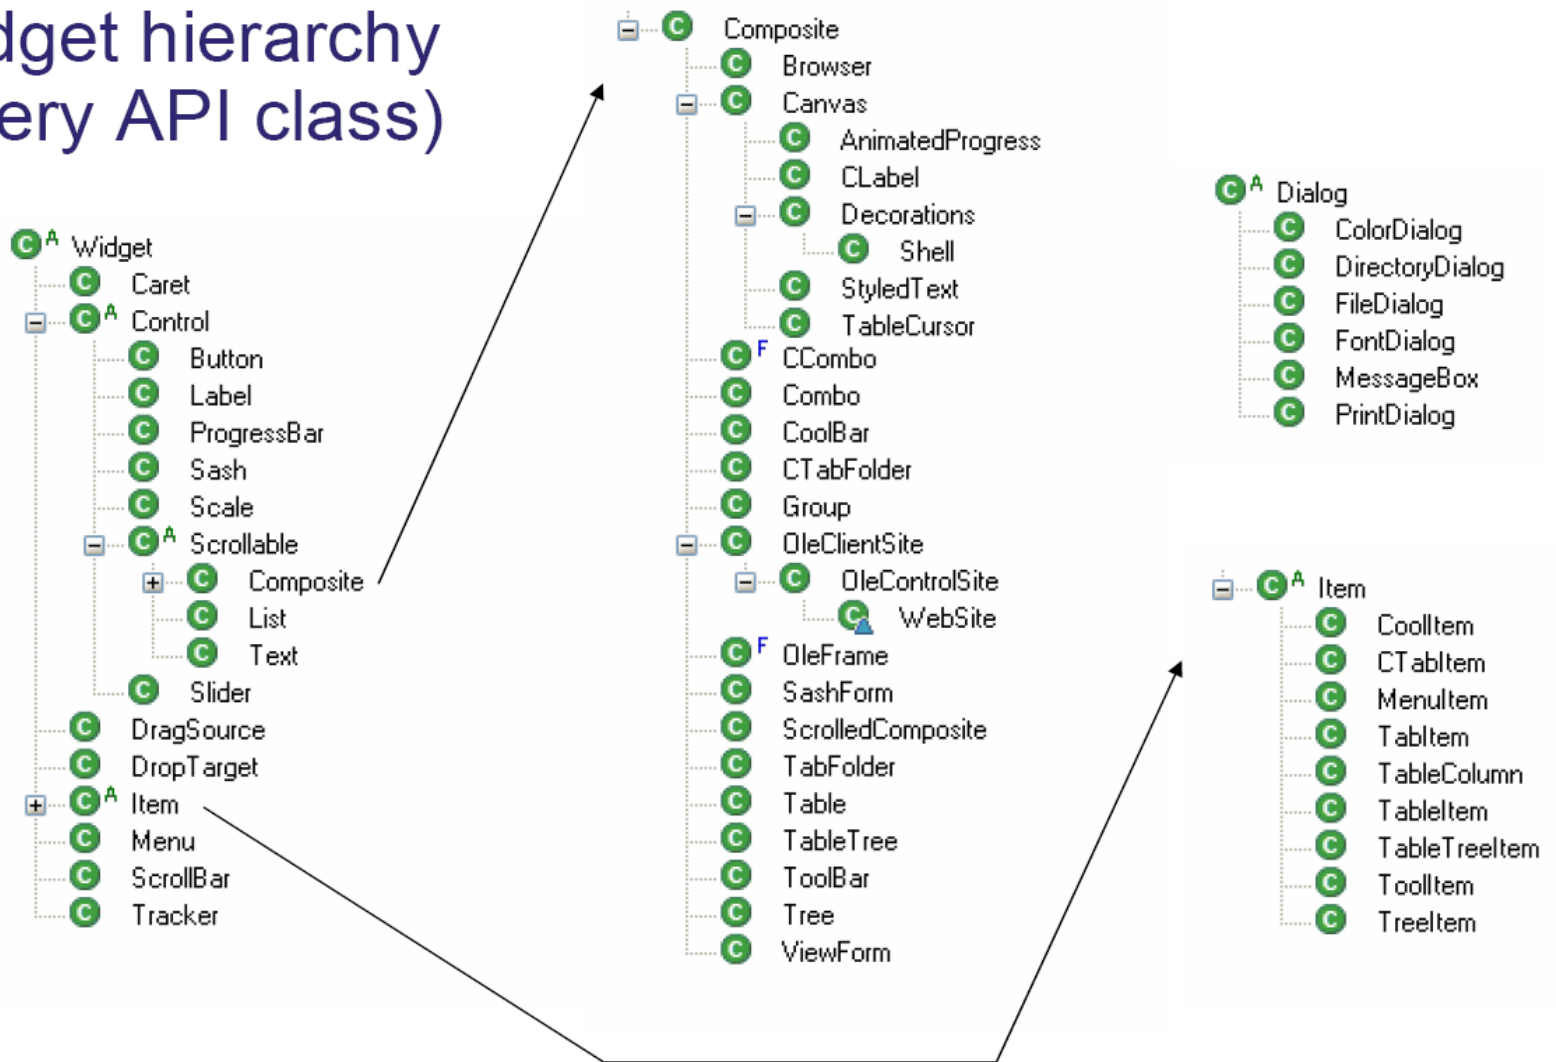 dget hierarchy
ery API class)
A Widget
Caret
A Control
Button
Label
ProgressBar
Sash
Scale
A Scrollable
Composite
List
Text
Slider
DragSource
DropTarget
A Item
Menu
ScrollBar
Tracker
Composite
Browser
Canvas
AnimatedProgress
CLabel
Decorations
Shell
StyledText
TableCursor
F CCombo
Combo
CoolBar
CTabFolder
Group
OleClientSite
OleControlSite
WebSite
F OleFrame
SashForm
ScrolledComposite
TabFolder
Table
TableTree
ToolBar
Tree
ViewForm
A Dialog
ColorDialog
DirectoryDialog
FileDialog
FontDialog
MessageBox
PrintDialog
A Item
CoolItem
CTabItem
MenuItem
TabItem
TableColumn
TableItem
TableTreeItem
ToolItem
TreeItem